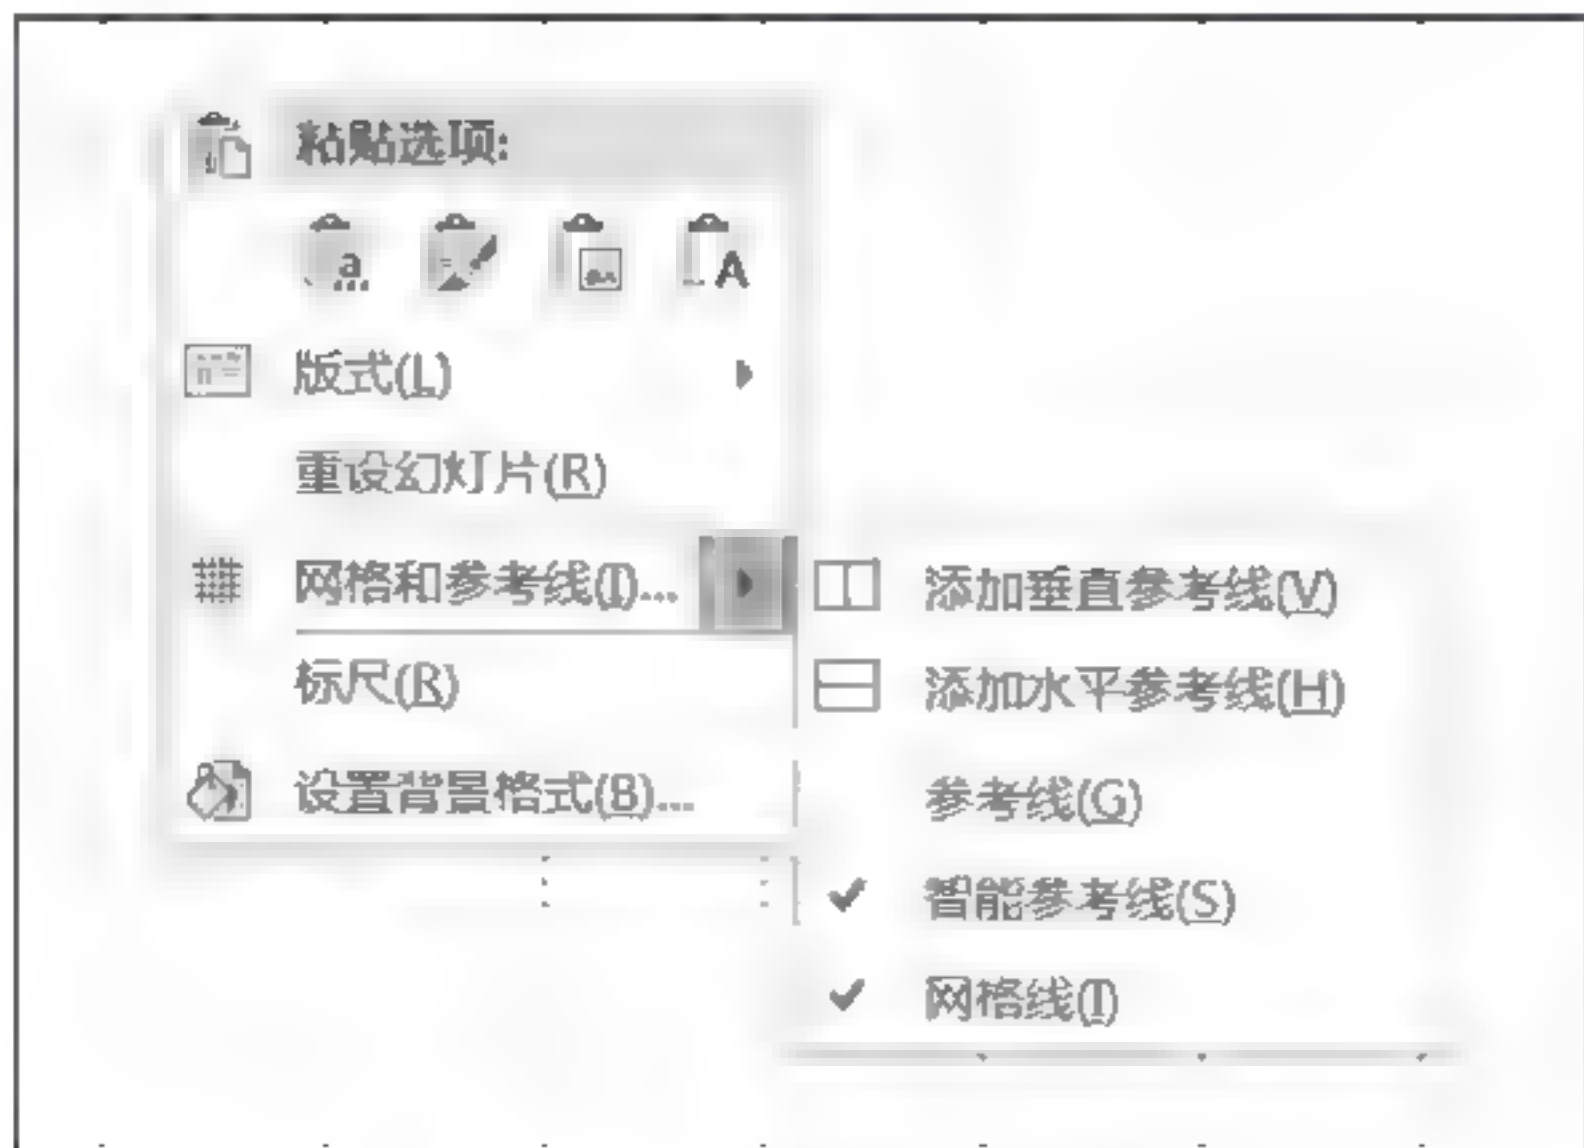 粘贴选项:
版式(L)
重设幻灯片(R)
网格和参考线(I)...
标尺(R)
设置背景格式(B)...
添加垂直参考线(V)
添加水平参考线(H)
参考线(G)
智能参考线(S)
网格线(I)